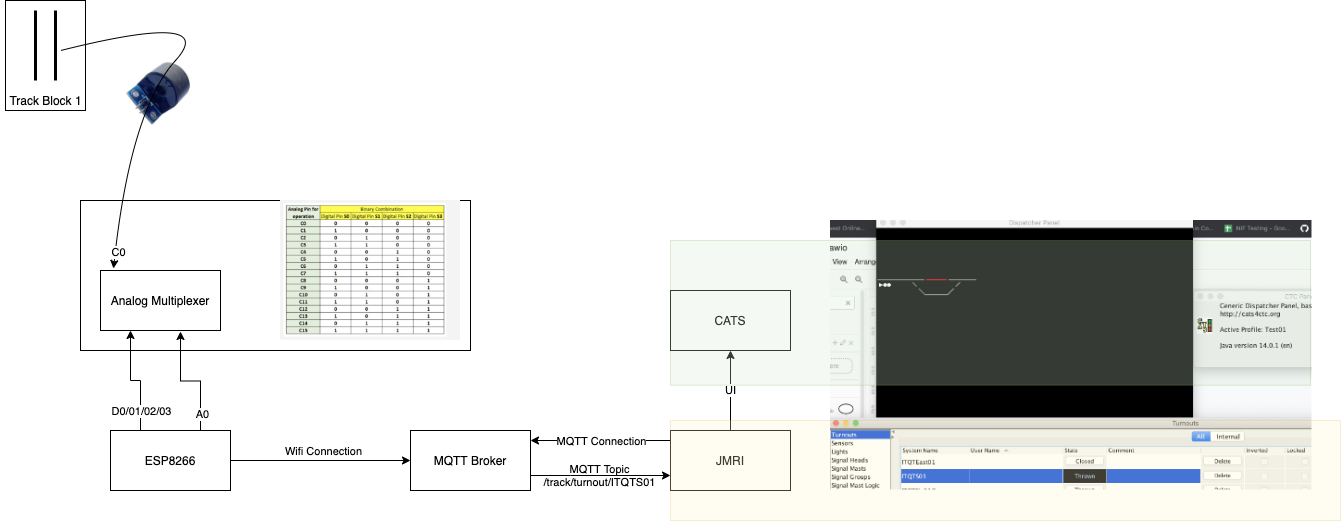 Track Block 1
C0
Analog Multiplexer
Analog Pin for operation
Binary Combination
Digital Pin S0 Digital Pin S1 Digital Pin S2 Digital Pin S3
C0 0 0 0 0
C1 1 0 0 0
C2 0 1 0 0
C3 1 1 0 0
C4 0 0 1 0
C5 1 0 1 0
C6 0 1 1 0
C7 1 1 1 0
C8 0 0 0 1
C9 1 0 0 1
C10 0 1 0 1
C11 1 1 0 1
C12 0 0 1 1
C13 1 0 1 1
C14 0 1 1 1
C15 1 1 1 1
D0/01/02/03
A0
ESP8266
Wifi Connection
MQTT Broker
MQTT Connection
MQTT Topic
/track/turnout/ITQTS01
CATS
UI
JMRI
Dispatcher Panel
NIF Testing - Goo...
awio
View Arrang
CTC Pane
Generic Dispatcher Panel, bas
http://cats4ctc.org
Active Profile: Test01
Java version 14.0.1 (en)
Turnouts
Turnouts
Sensors
Lights
Signal Heads
Signal Masts
Signal Groups
Signal Mast Logic
All Internal
System Name User Name State Comment Inverted Locked
ITQTEast01 Closed Delete
ITQTS01 Thrown Delete